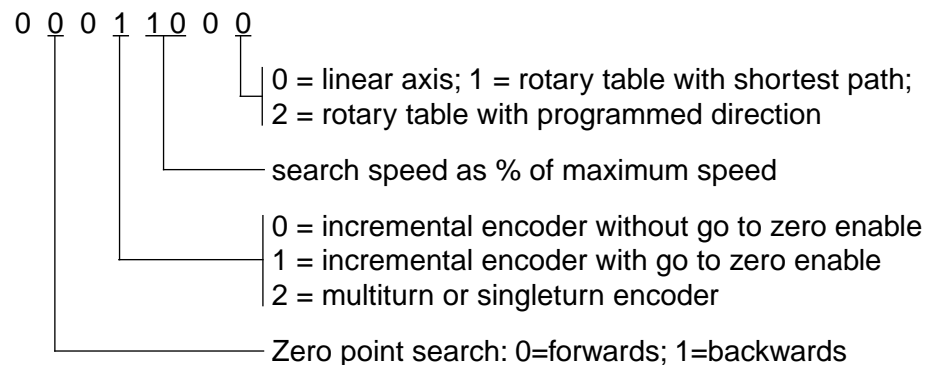 0 0 0 1 1 0 0 0
0 = linear axis; 1 = rotary table with shortest path;
2 = rotary table with programmed direction
search speed as % of maximum speed
0 = incremental encoder without go to zero enable
1 = incremental encoder with go to zero enable
2 = multiturn or singleturn encoder
Zero point search: 0=forwards; 1=backwards